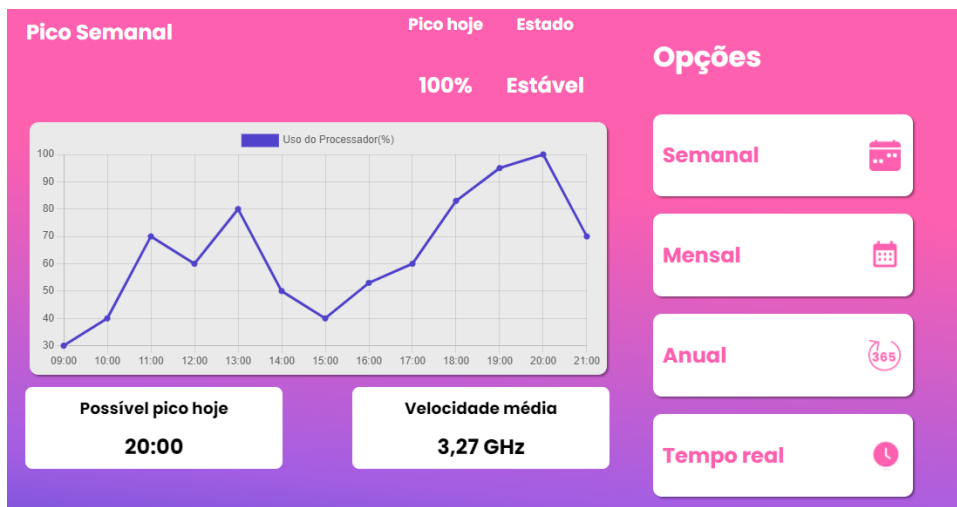 Pico Semanal
Pico hoje Estado
100% Estável
Uso do Processador(%)
100
90
80
70
60
50
40
30
09:00 10:00 11:00 12:00 13:00 14:00 15:00 16:00 17:00 18:00 19:00 20:00 21:00
Possível pico hoje
20:00
Velocidade média
3,27 GHz
Opções
Semanal
Mensal
Anual
365
Tempo real